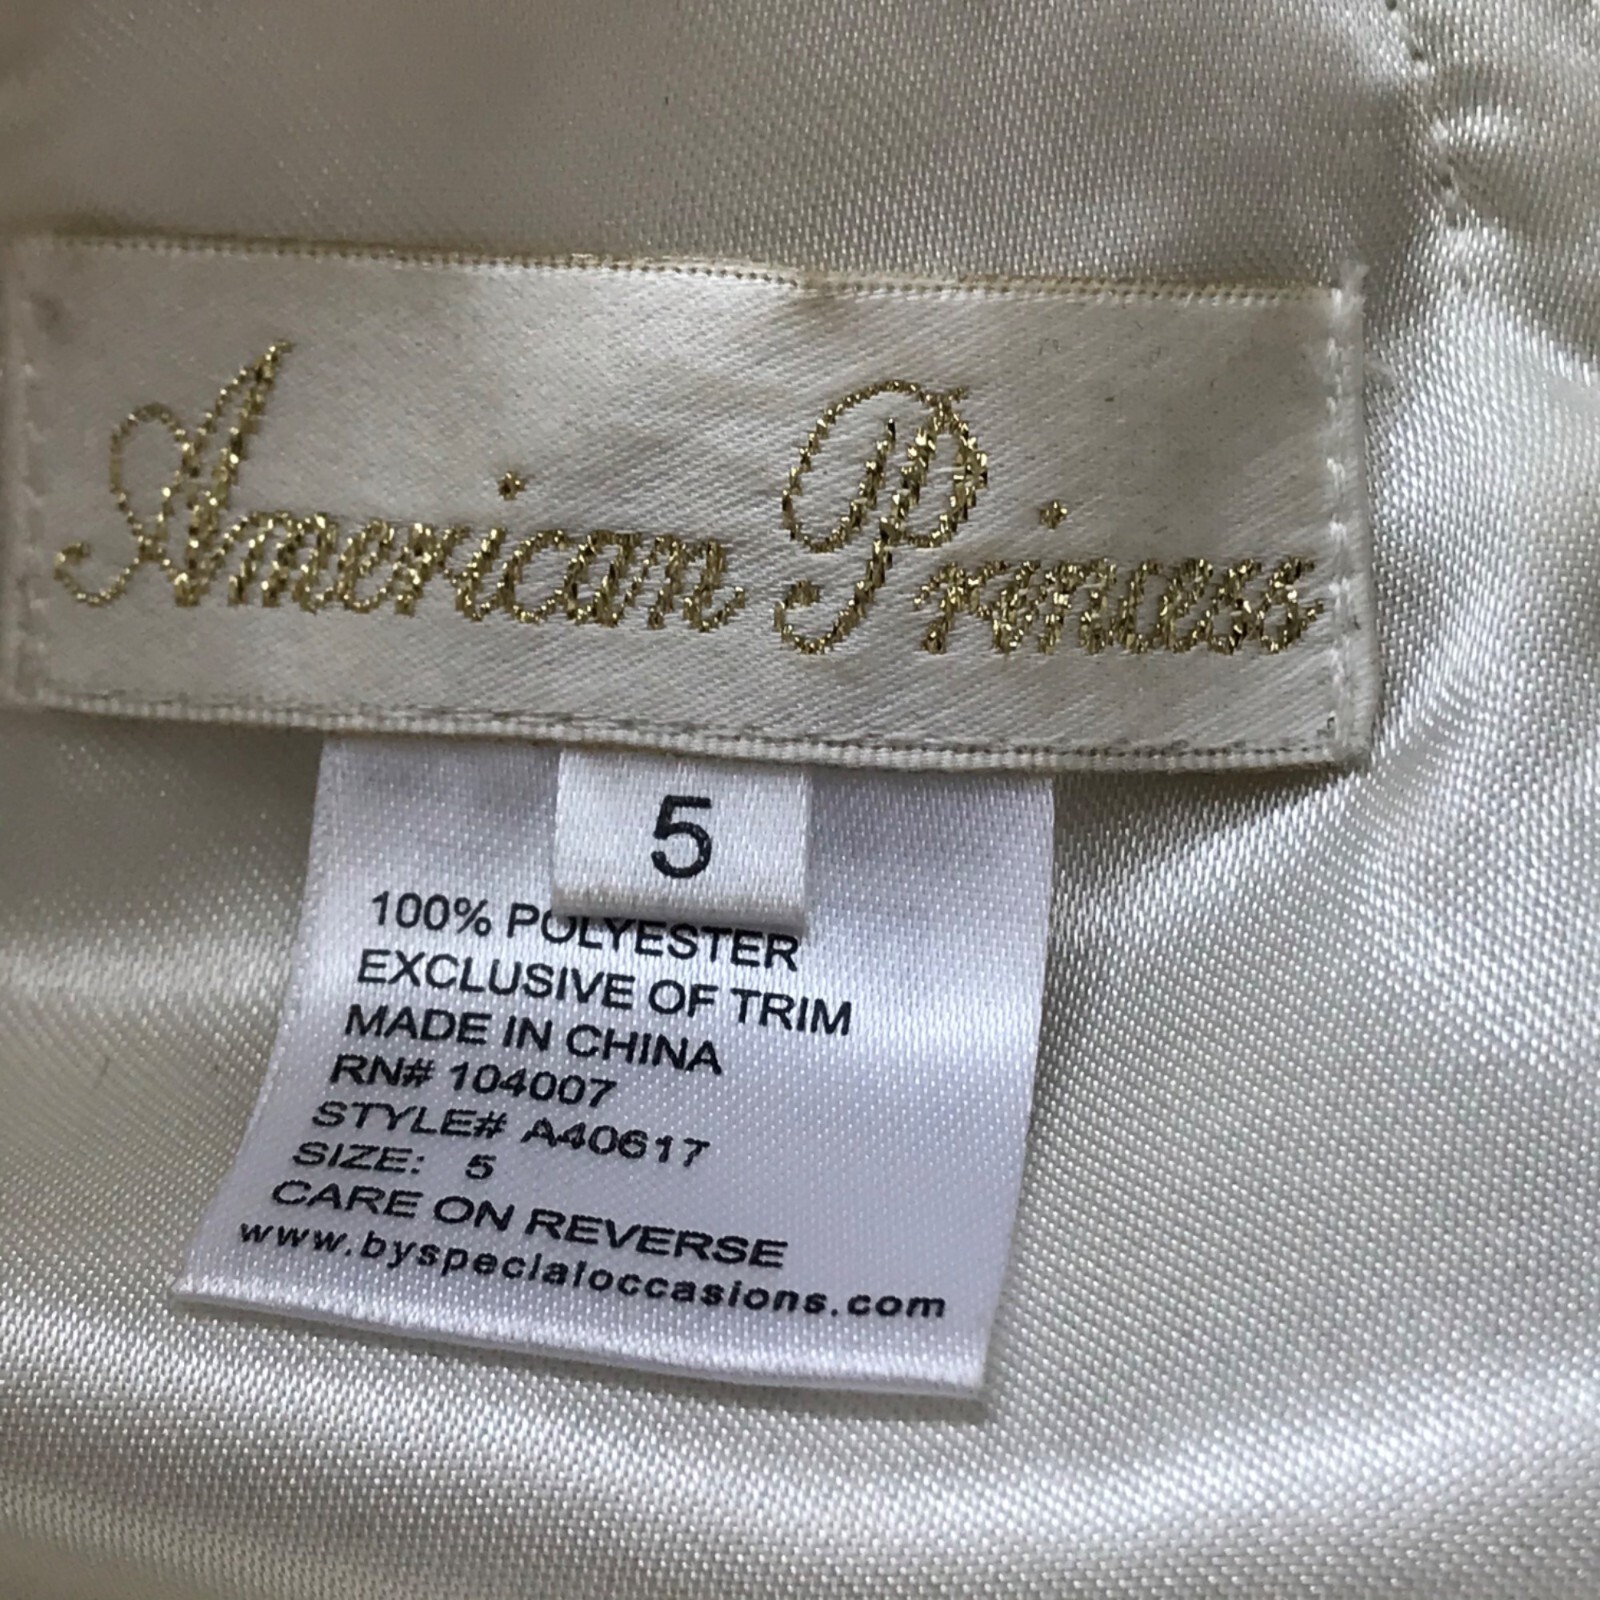 American Princess
5
100% POLYESTER
EXCLUSIVE OF TRIM
MADE IN CHINA
RN# 104007
STYLE# A40617
SIZE: 5
CARE ON REVERSE
www.byspecialoccasions.com